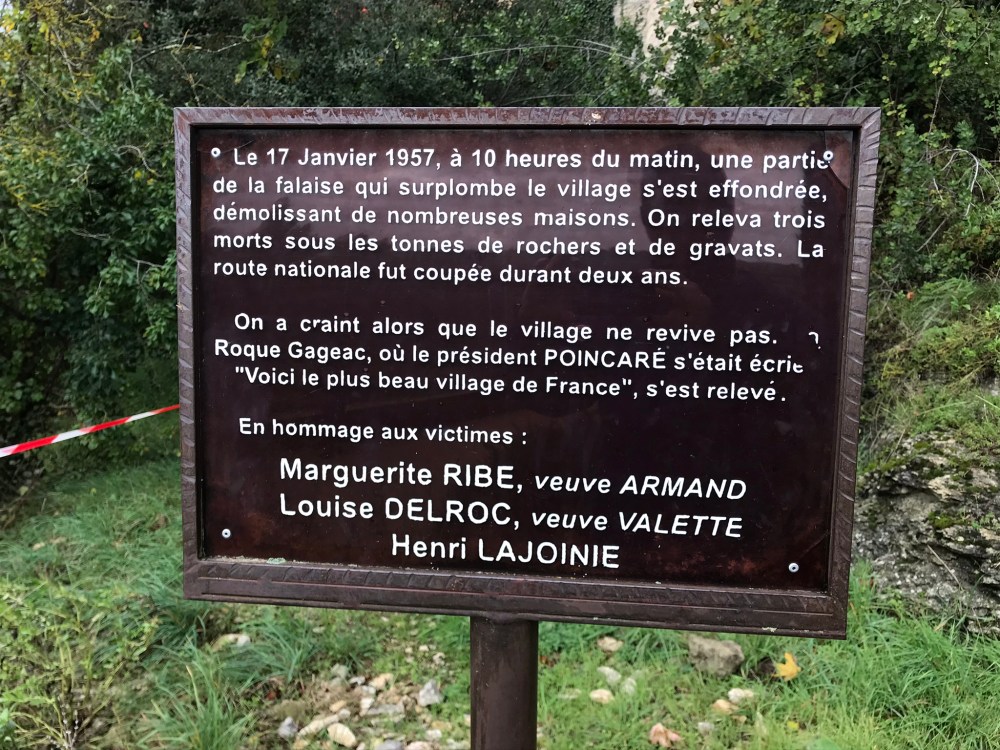 Le 17 Janvier 1957, à 10 heures du matin, une partie
de la falaise qui surplombe le village s'est effondrée,
démolissant de nombreuses maisons. On releva trois
morts sous les tonnes de rochers et de gravats. La
route nationale fut coupée durant deux ans.
On a craint alors que le village ne revive pas.
Roque Gageac, où le président POINCARÉ s'était écrie
"Voici le plus beau village de France", s'est relevé.
En hommage aux victimes :
Marguerite RIBE, veuve ARMAND
Louise DELROC, veuve VALETTE
Henri LAJOINIE